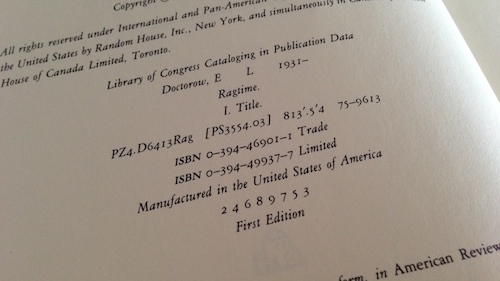 Copyright ©
All rights reserved under International and Pan-American
the United States by Random House, Inc., New York, and simultaneously in
House of Canada Limited, Toronto.
Library of Congress Cataloging in Publication Data
Doctorow, E L 1931–
Ragtime.
I. Title.
PZ4.D6413Rag [PS3554.O3] 813'.5'4 75-9613
ISBN 0-394-46901-1 Trade
ISBN 0-394-49937-7 Limited
Manufactured in the United States of America
2 4 6 8 9 7 5 3
First Edition
in American Review